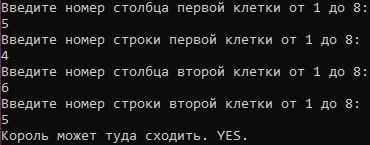 Введите номер столбца первой клетки от 1 до 8:
5
Введите номер строки первой клетки от 1 до 8:
4
Введите номер столбца второй клетки от 1 до 8:
6
Введите номер строки второй клетки от 1 до 8:
5
Король может туда сходить. YES.